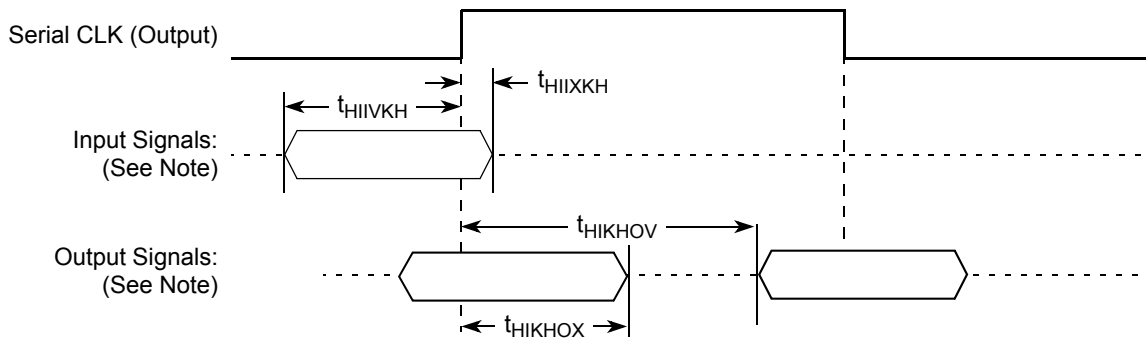 Serial CLK (Output)
tHIIXKH
tHIIVKH
Input Signals:
(See Note)
tHIKHOV
Output Signals:
(See Note)
tHIKHOX